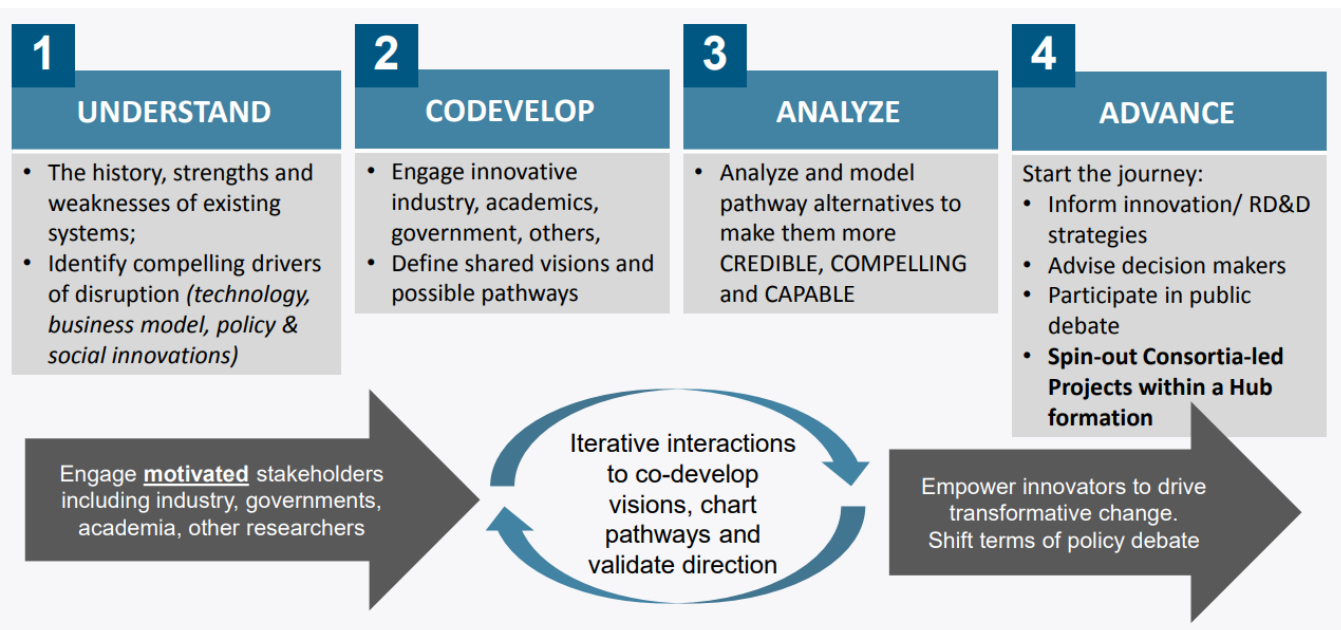 1
UNDERSTAND
• The history, strengths and
weaknesses of existing
systems;
• Identify compelling drivers
of disruption (technology,
business model, policy &
social innovations)
2
CODEVELOP
• Engage innovative
industry, academics,
government, others,
• Define shared visions and
possible pathways
3
ANALYZE
• Analyze and model
pathway alternatives to
make them more
CREDIBLE, COMPELLING
and CAPABLE
4
ADVANCE
Start the journey:
• Inform innovation/ RD&D
strategies
• Advise decision makers
• Participate in public
debate
• Spin-out Consortia-led
Projects within a Hub
formation
Engage motivated stakeholders
including industry, governments,
academia, other researchers
Iterative interactions
to co-develop
visions, chart
pathways and
validate direction
Empower innovators to drive
transformative change.
Shift terms of policy debate